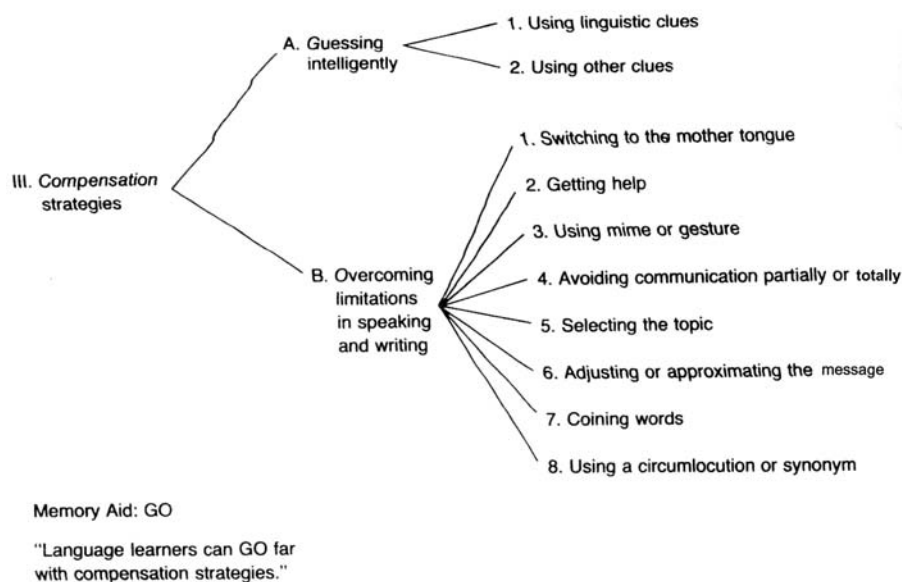 III. Compensation
strategies
A. Guessing
intelligently
1. Using linguistic clues
2. Using other clues
B. Overcoming
limitations
in speaking
and writing
1. Switching to the mother tongue
2. Getting help
3. Using mime or gesture
4. Avoiding communication partially or totally
5. Selecting the topic
6. Adjusting or approximating the message
7. Coining words
8. Using a circumlocution or synonym
Memory Aid: GO
"Language learners can GO far
with compensation strategies."